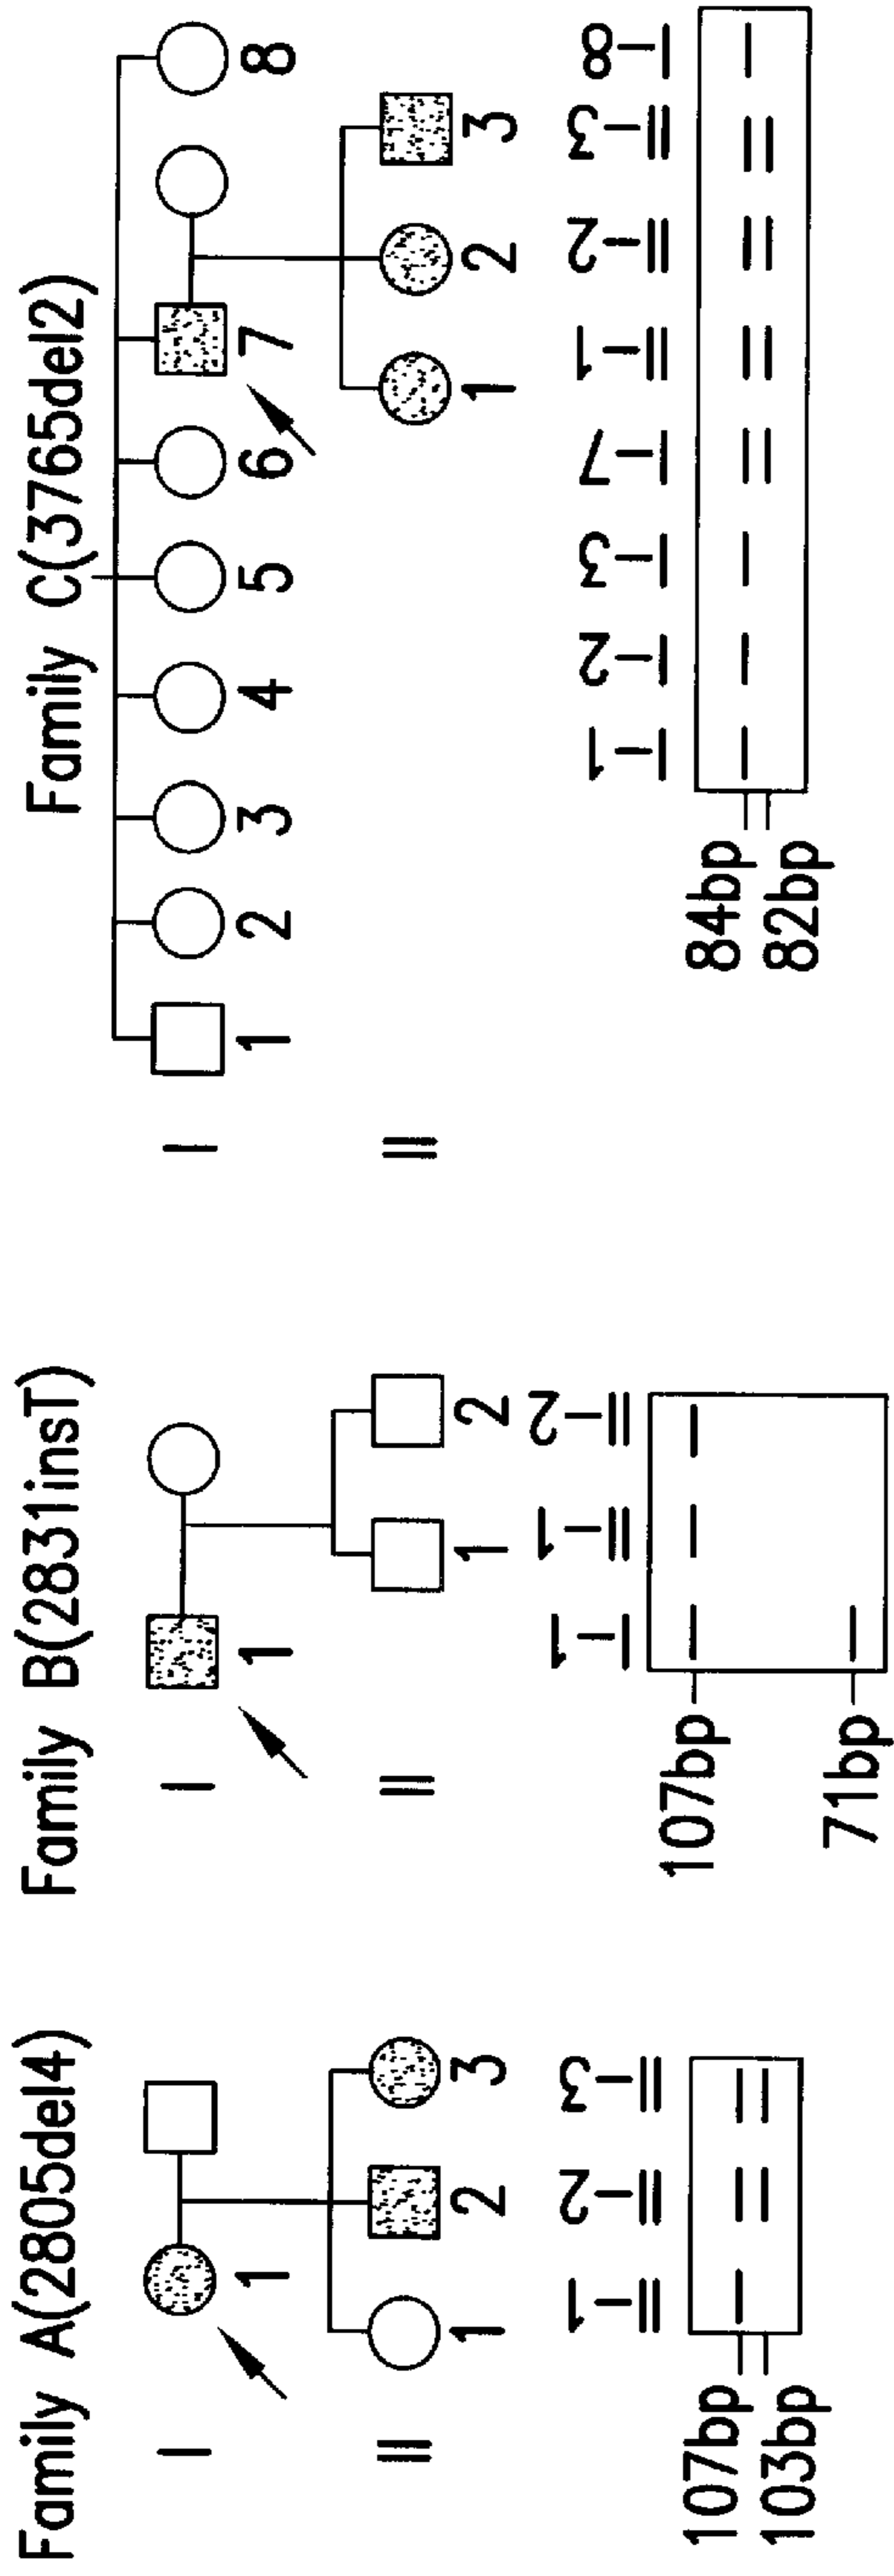 Family A(2805del4)
I
1
II
1 2 3
II-1 II-2 II-3
107bp
103bp
Family B(2831insT)
I
1
II
1 2
I-1 II-1 II-2
107bp
71bp
Family C(3765del2)
I
1 2 3 4 5 6 7 8
II
1 2 3
I-1 I-2 I-3 I-7 II-1 II-2 II-3 I-8
84bp
82bp